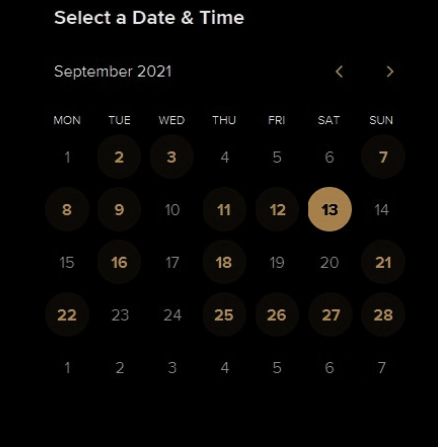 Select a Date & Time
September 2021
MON TUE WED THU FRI SAT SUN
1 2 3 4 5 6 7
8 9 10 11 12 13 14
15 16 17 18 19 20 21
22 23 24 25 26 27 28
1 2 3 4 5 6 7